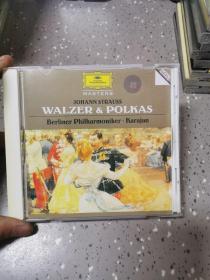 MASTERS
JOHANN STRAUSS
WALZER & POLKAS
Berliner Philharmoniker · Karajan